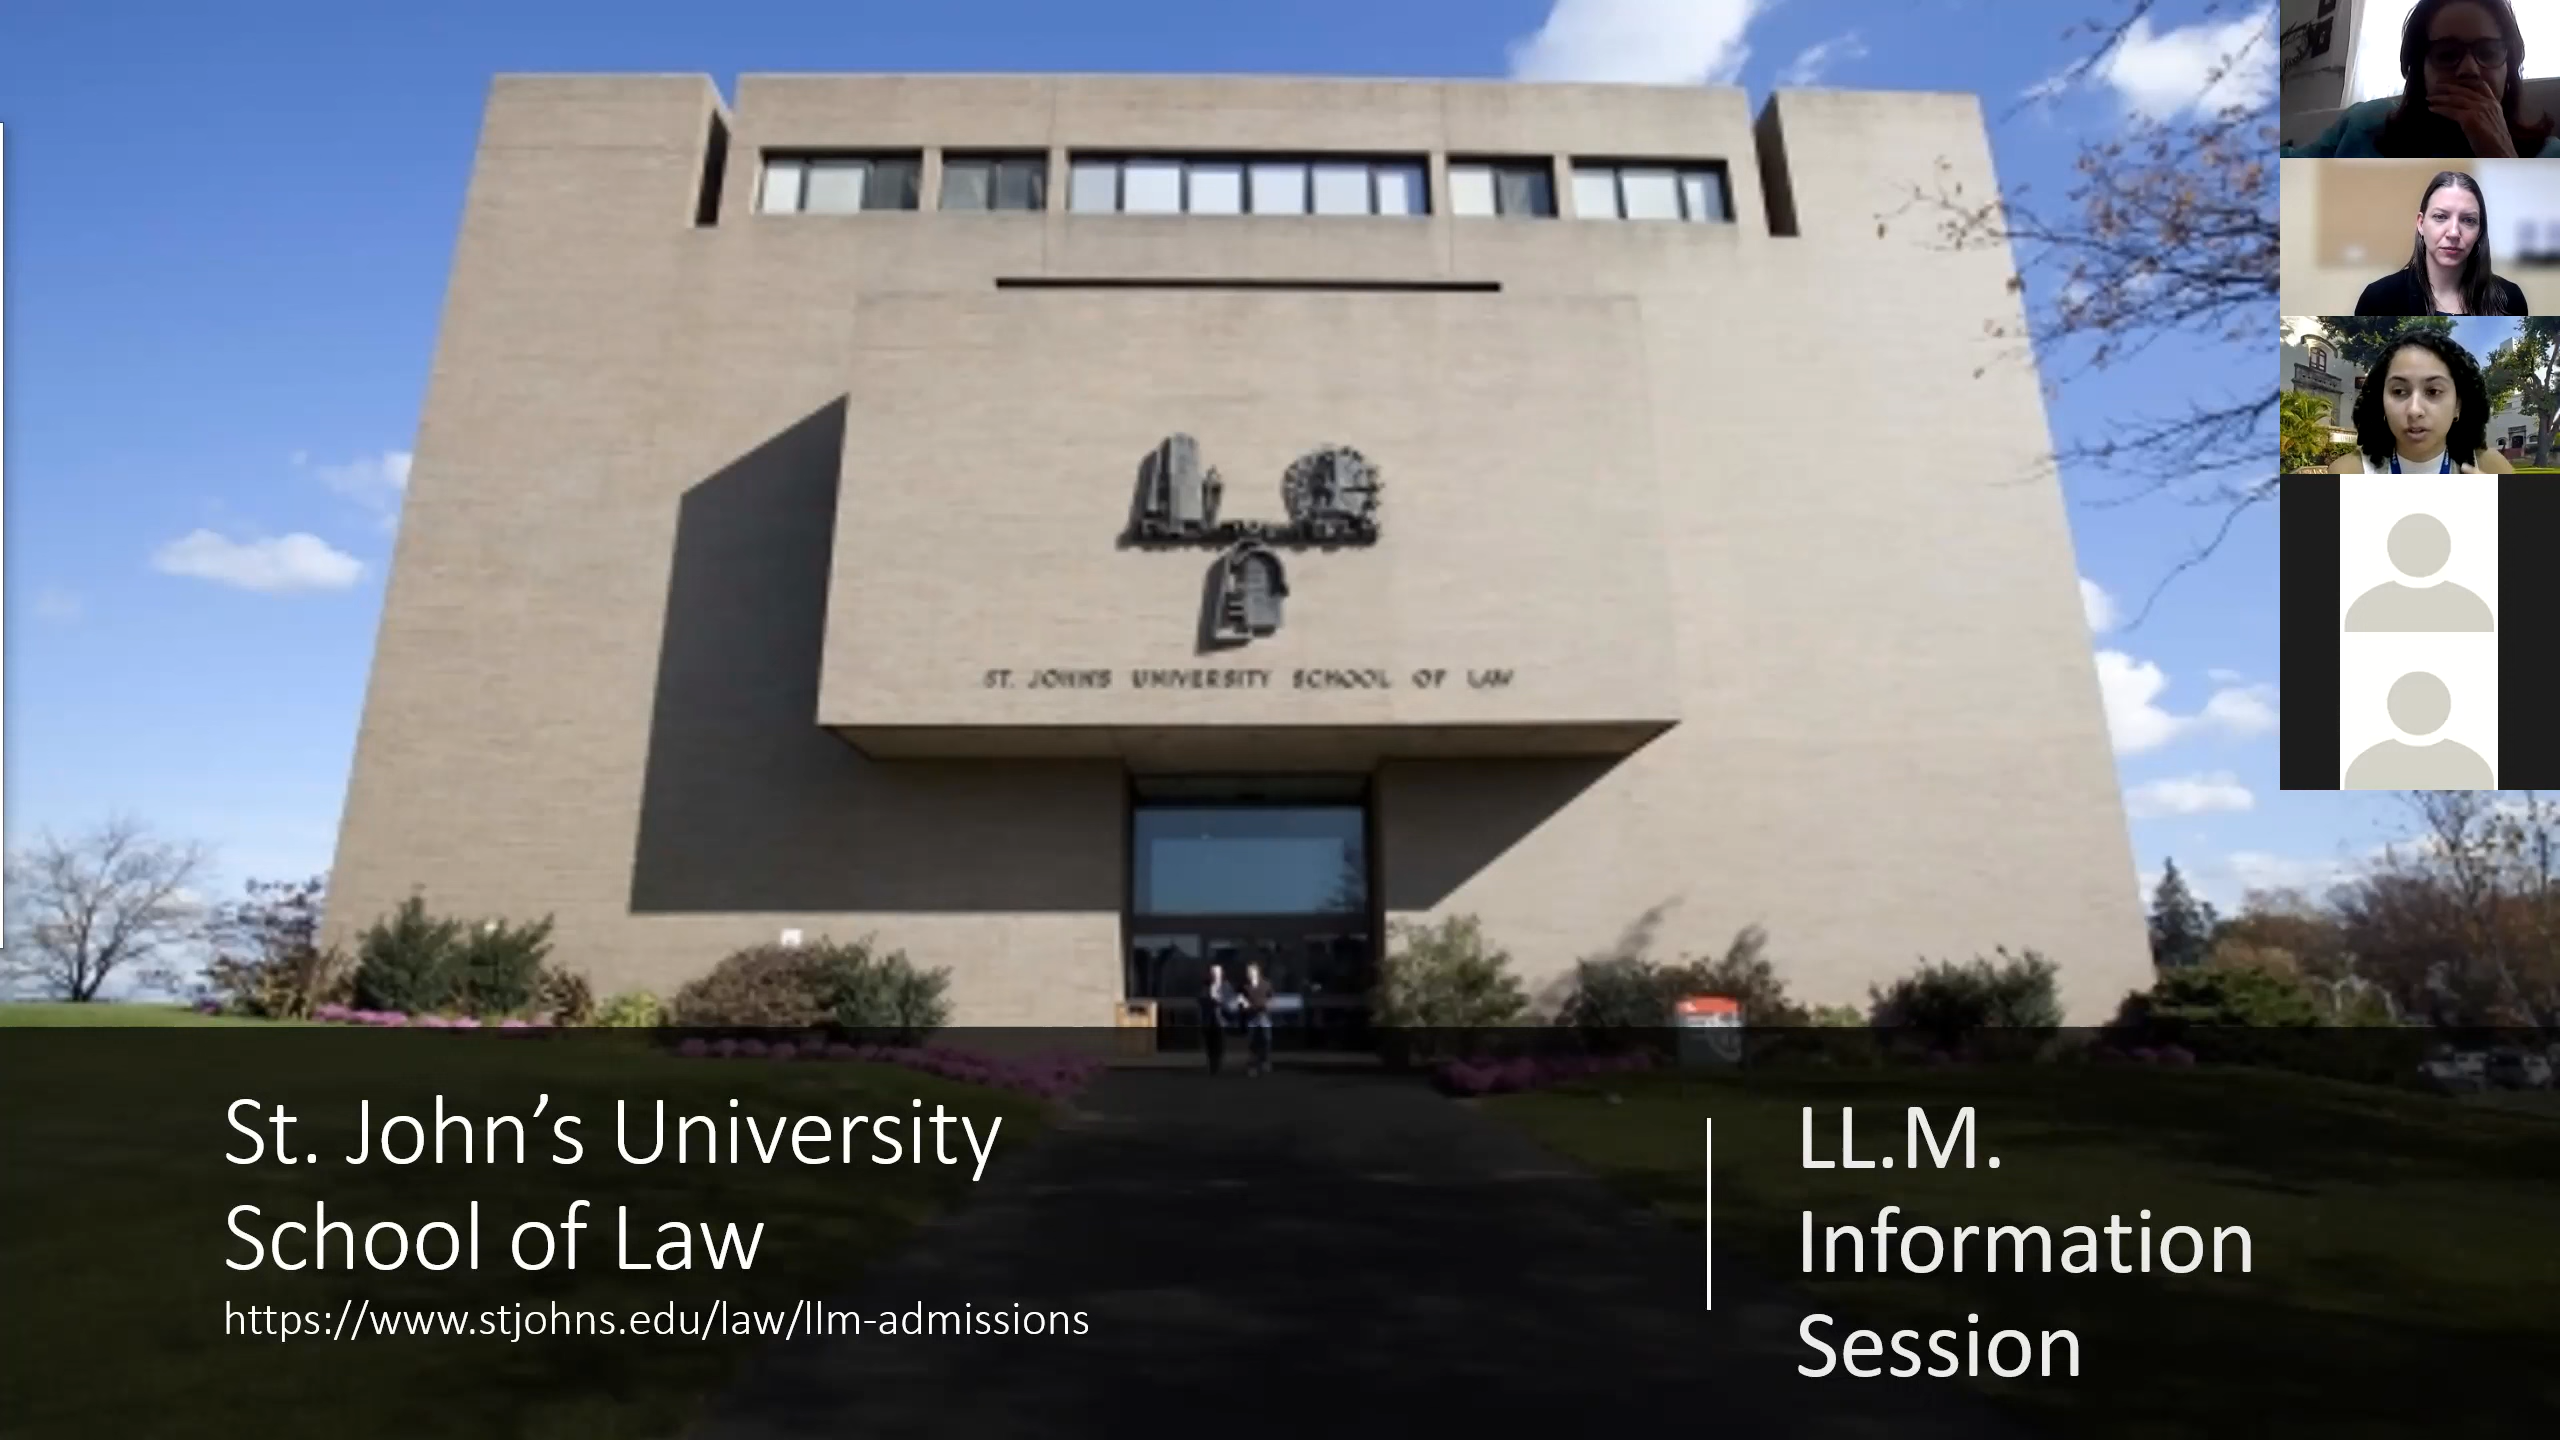 ST. JOHN'S UNIVERSITY SCHOOL OF LAW
St. John’s University
School of Law
https://www.stjohns.edu/law/llm-admissions
LL.M.
Information
Session